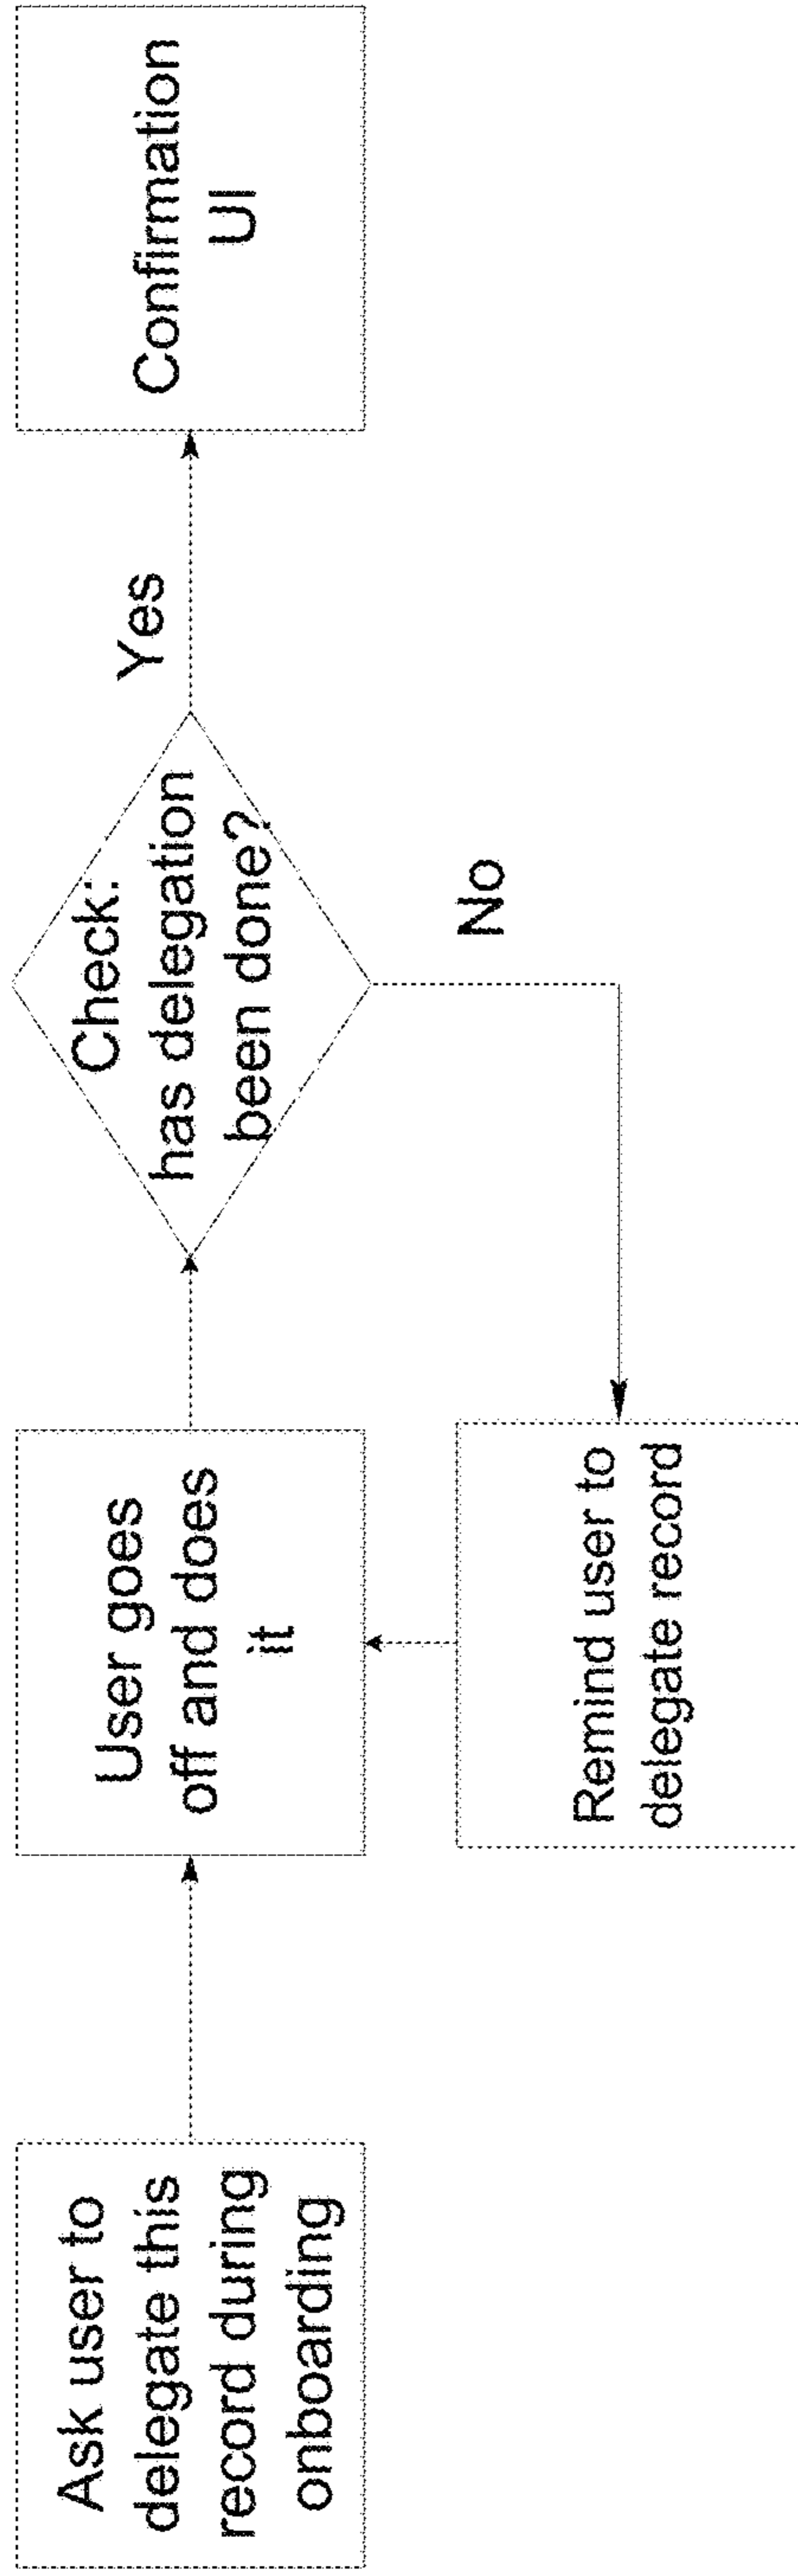 Ask user to
delegate this
record during
onboarding
User goes
off and does
it
Check:
has delegation
been done?
Yes
Confirmation
UI
No
Remind user to
delegate record